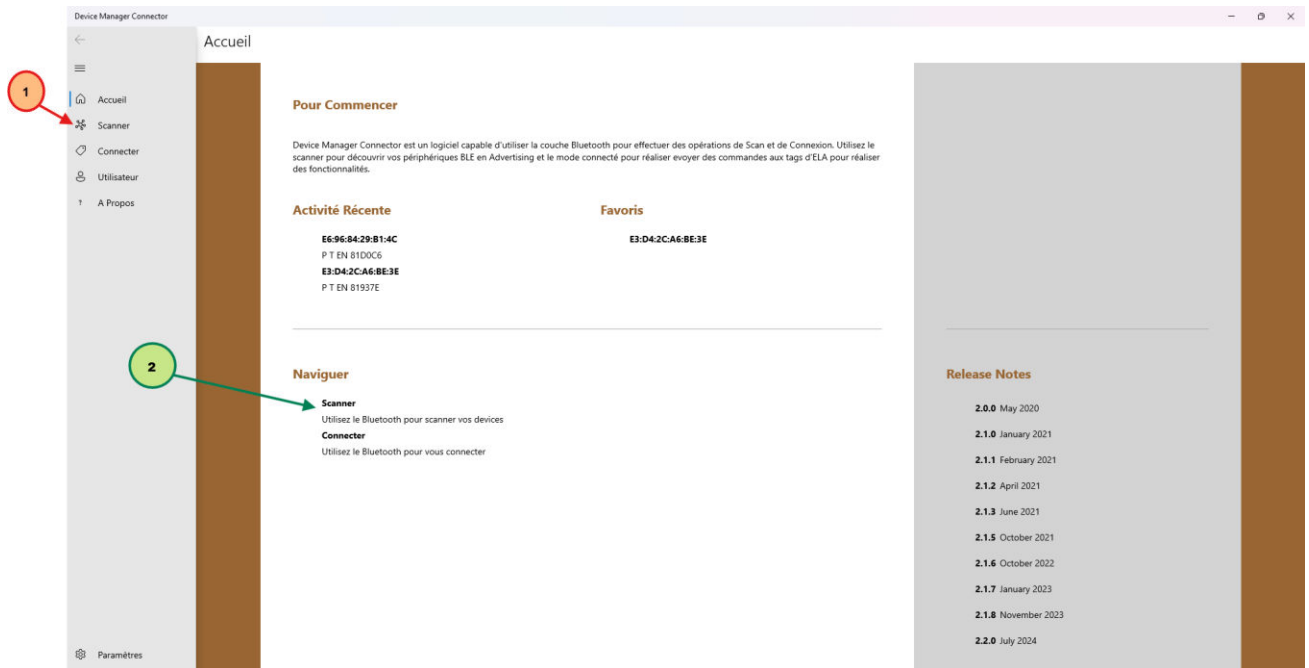 Device Manager Connector
Accueil
1
Accueil
Scanner
Connecter
Utilisateur
? A Propos
Paramètres
Pour Commencer
Device Manager Connector est un logiciel capable d'utiliser la couche Bluetooth pour effectuer des opérations de Scan et de Connexion. Utilisez le
scanner pour découvrir vos périphériques BLE en Advertising et le mode connecté pour réaliser evoyer des commandes aux tags d'ELA pour réaliser
des fonctionnalités.
Activité Récente
E6:96:84:29:B1:4C
P T EN 81D0C6
E3:D4:2C:A6:BE:3E
P T EN 81937E
Favoris
E3:D4:2C:A6:BE:3E
2
Naviguer
Scanner
Utilisez le Bluetooth pour scanner vos devices
Connecter
Utilisez le Bluetooth pour vous connecter
Release Notes
2.0.0 May 2020
2.1.0 January 2021
2.1.1 February 2021
2.1.2 April 2021
2.1.3 June 2021
2.1.5 October 2021
2.1.6 October 2022
2.1.7 January 2023
2.1.8 November 2023
2.2.0 July 2024